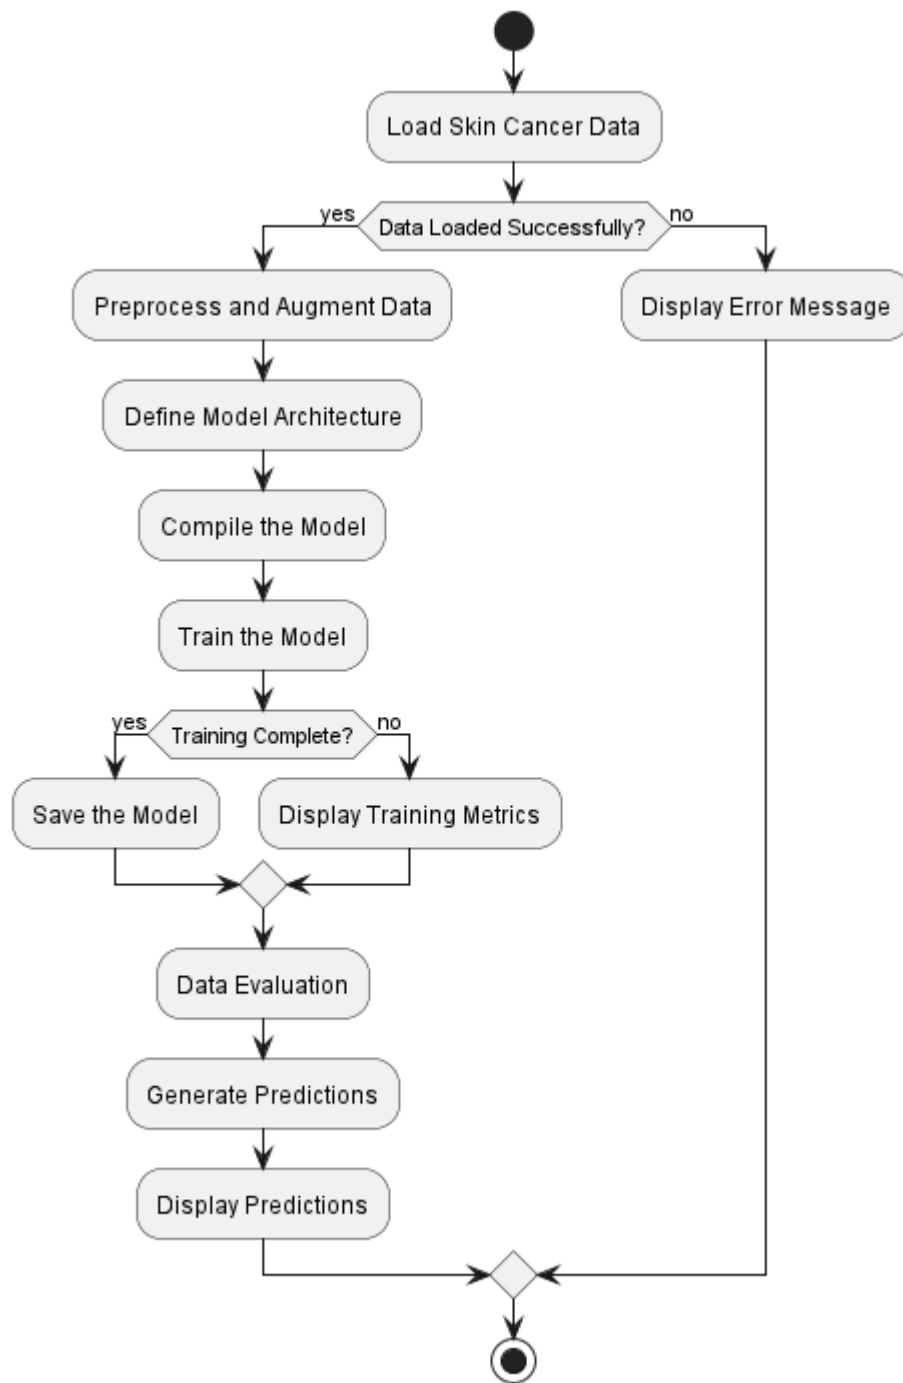 Load Skin Cancer Data
yes
Data Loaded Successfully?
no
Preprocess and Augment Data
Display Error Message
Define Model Architecture
Compile the Model
Train the Model
yes
Training Complete?
no
Save the Model
Display Training Metrics
Data Evaluation
Generate Predictions
Display Predictions